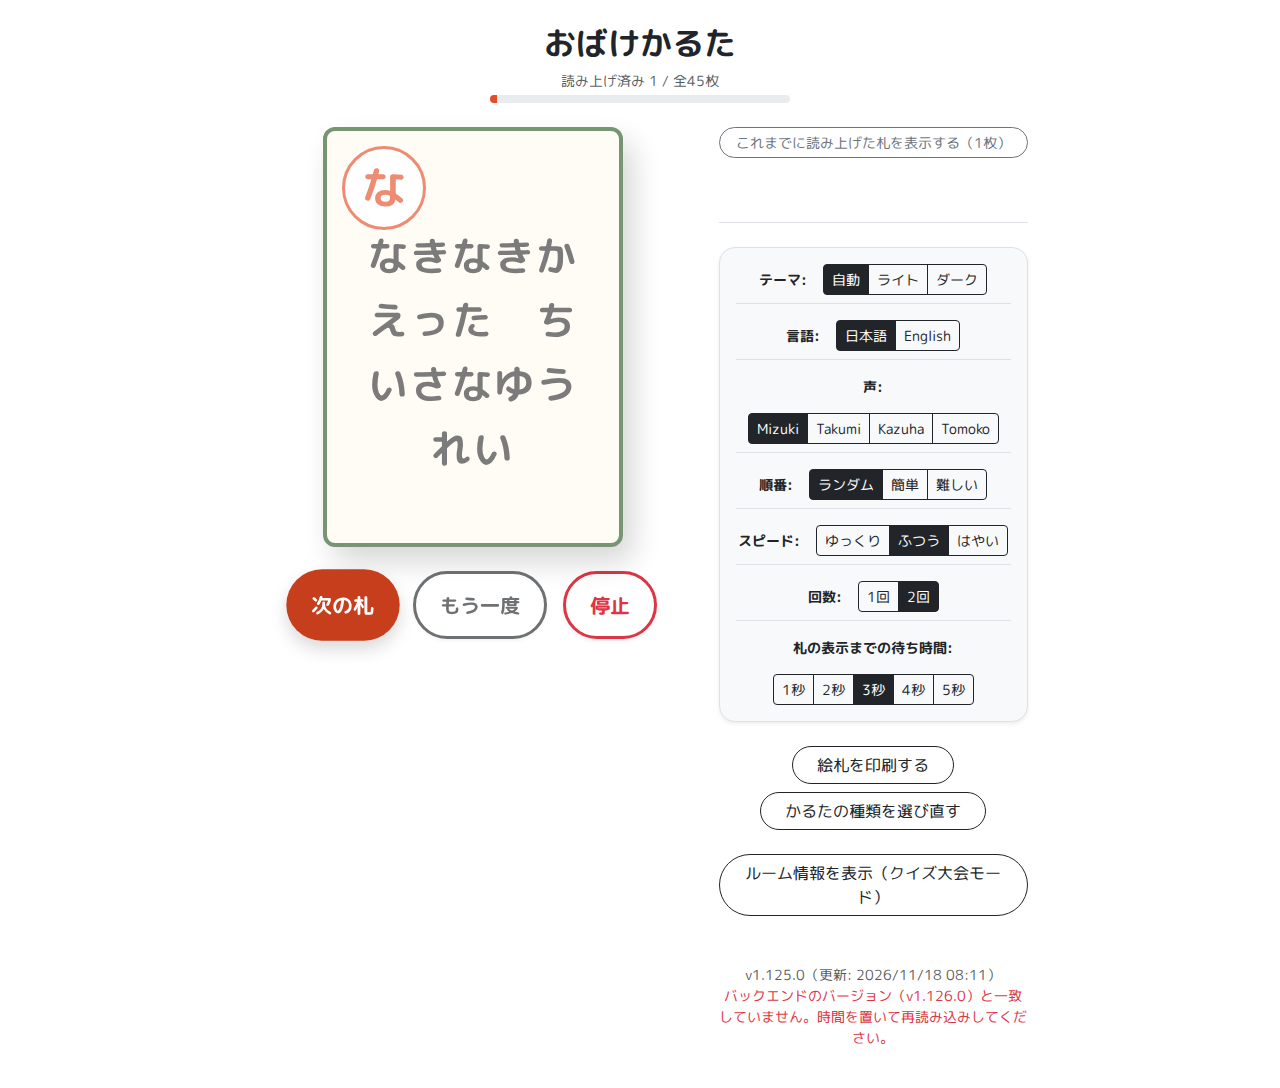 おばけかるた
読み上げ済み 1 / 全45枚
な
なきなきか
えった　ち
いさなゆう
れい
次の札
もう一度
停止
これまでに読み上げた札を表示する（1枚）
テーマ: 自動 ライト ダーク
言語: 日本語 English
声:
Mizuki Takumi Kazuha Tomoko
順番: ランダム 簡単 難しい
スピード: ゆっくり ふつう はやい
回数: 1回 2回
札の表示までの待ち時間:
1秒 2秒 3秒 4秒 5秒
絵札を印刷する
かるたの種類を選び直す
ルーム情報を表示（クイズ大会モー
ド）
v1.125.0（更新: 2026/11/18 08:11）
バックエンドのバージョン（v1.126.0）と一致
していません。時間を置いて再読み込みしてくだ
さい。